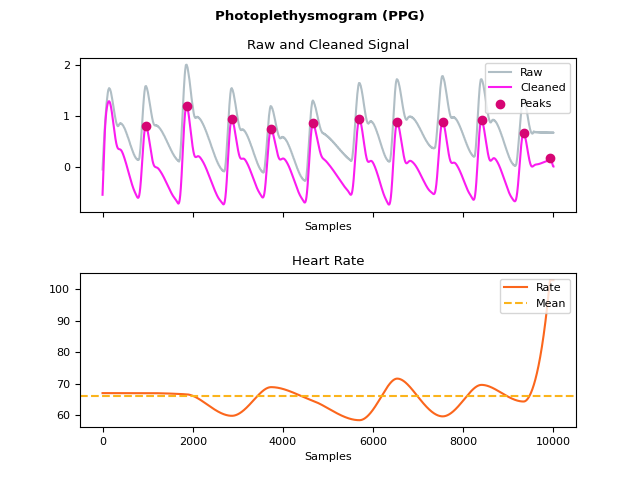 Photoplethysmogram (PPG)
Raw and Cleaned Signal
2
1
0
Raw
Cleaned
Peaks
Samples
Heart Rate
100
90
80
70
60
Rate
Mean
0 2000 4000 6000 8000 10000
Samples